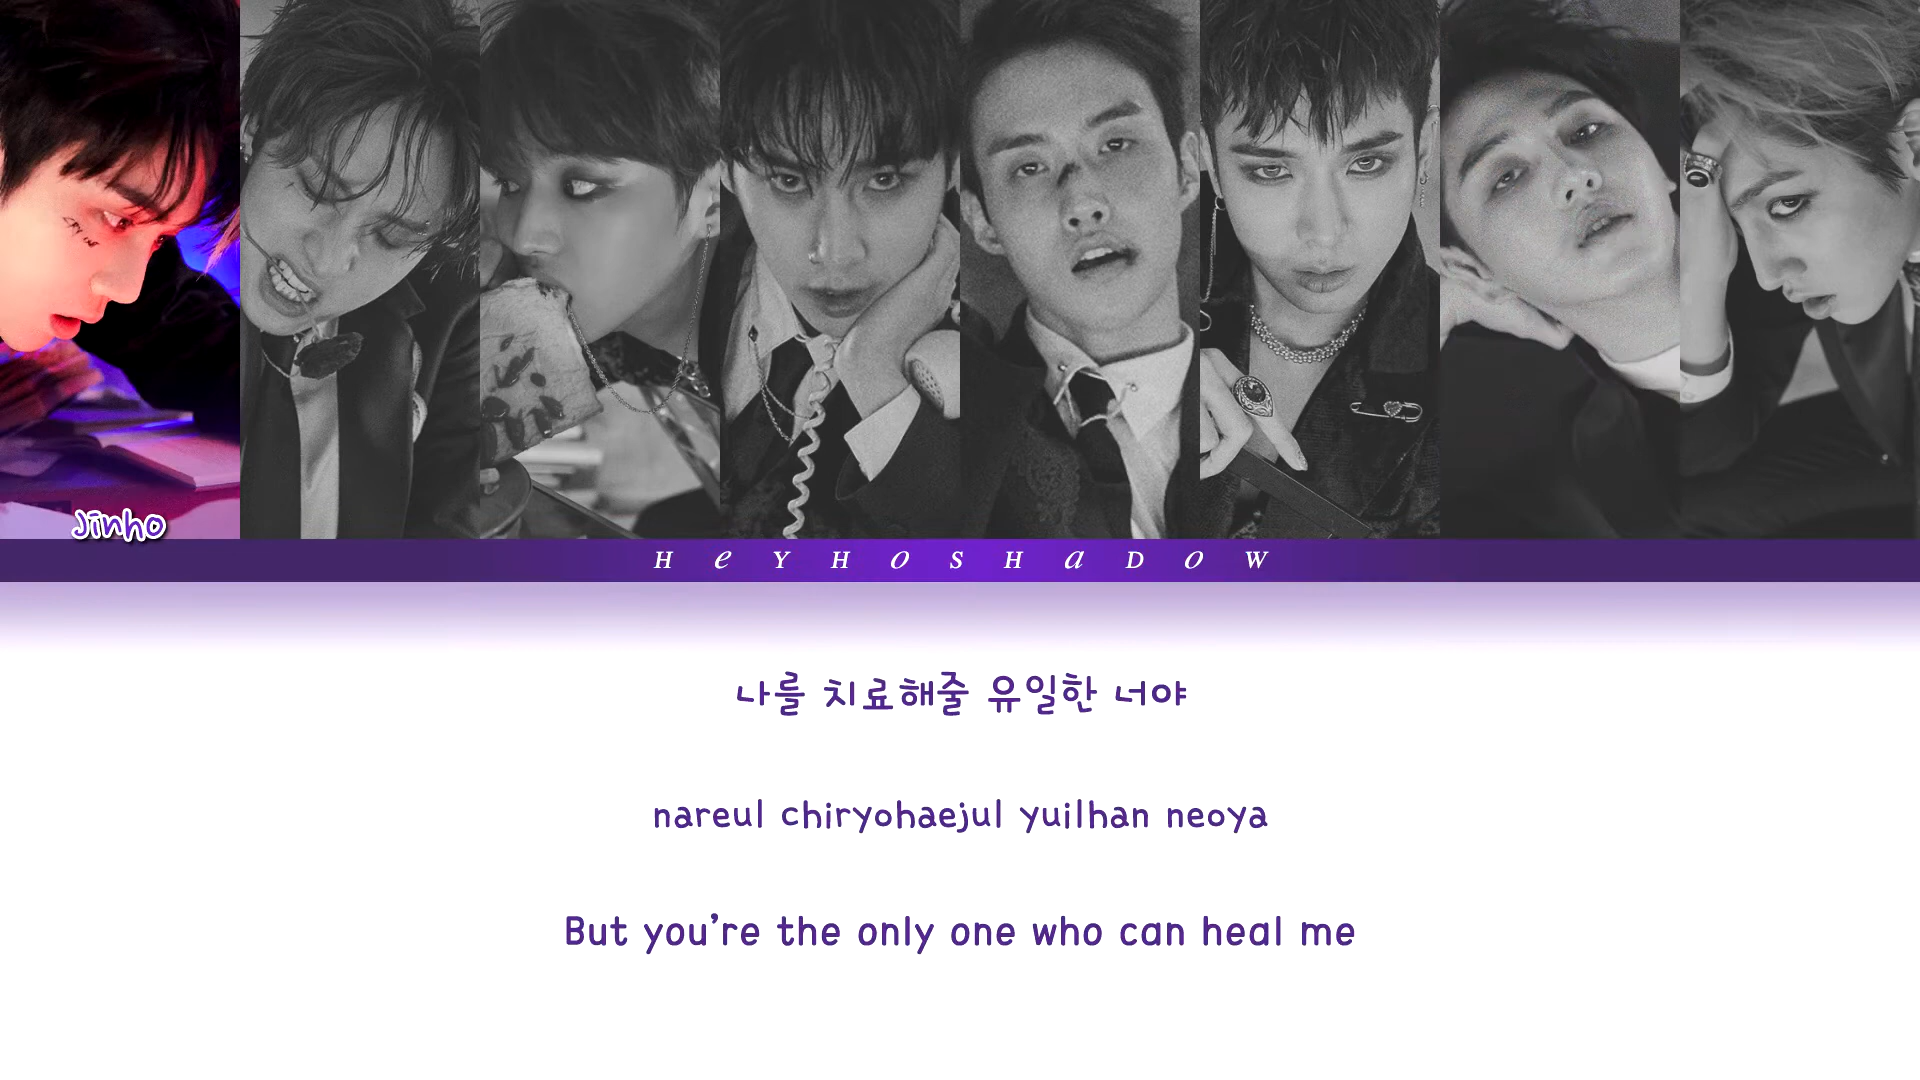 Jinho
HeYHoSHaDoW
나를 치료해줄 유일한 너야
nareul chiryohaejul yuilhan neoya
But you're the only one who can heal me